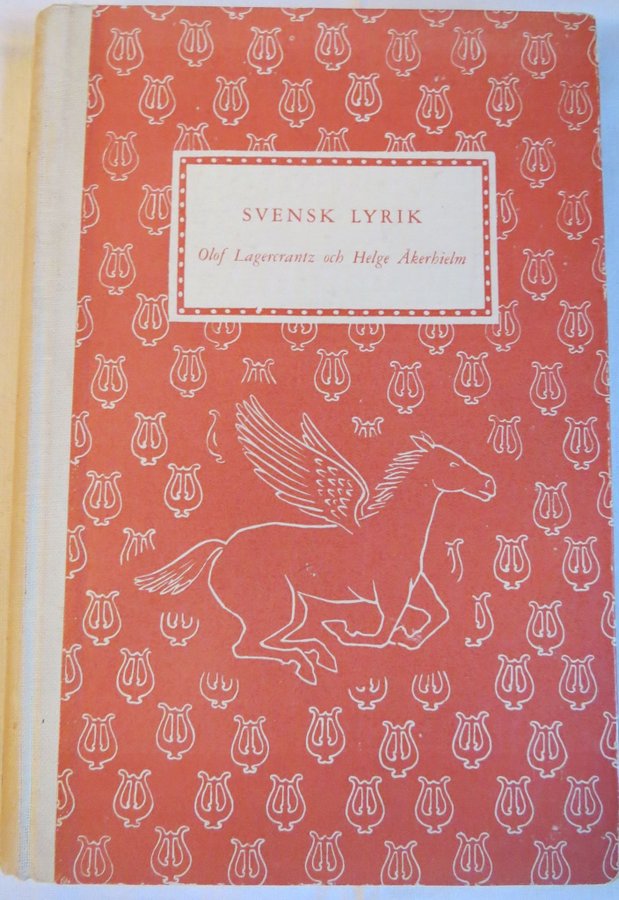 SVENSK LYRIK
Olof Lagercrantz och Helge Åkerhielm